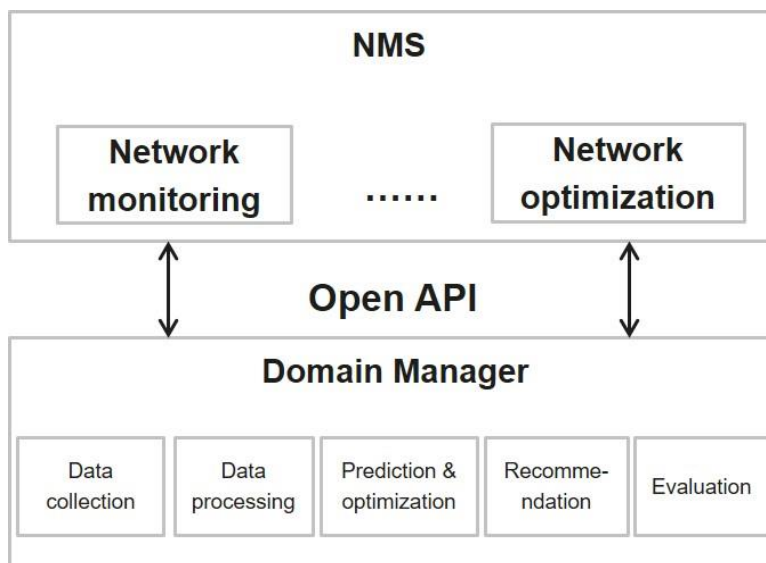 NMS
Network
monitoring
......
Network
optimization
Open API
Domain Manager
Data
collection
Data
processing
Prediction &
optimization
Recomme-
ndation
Evaluation